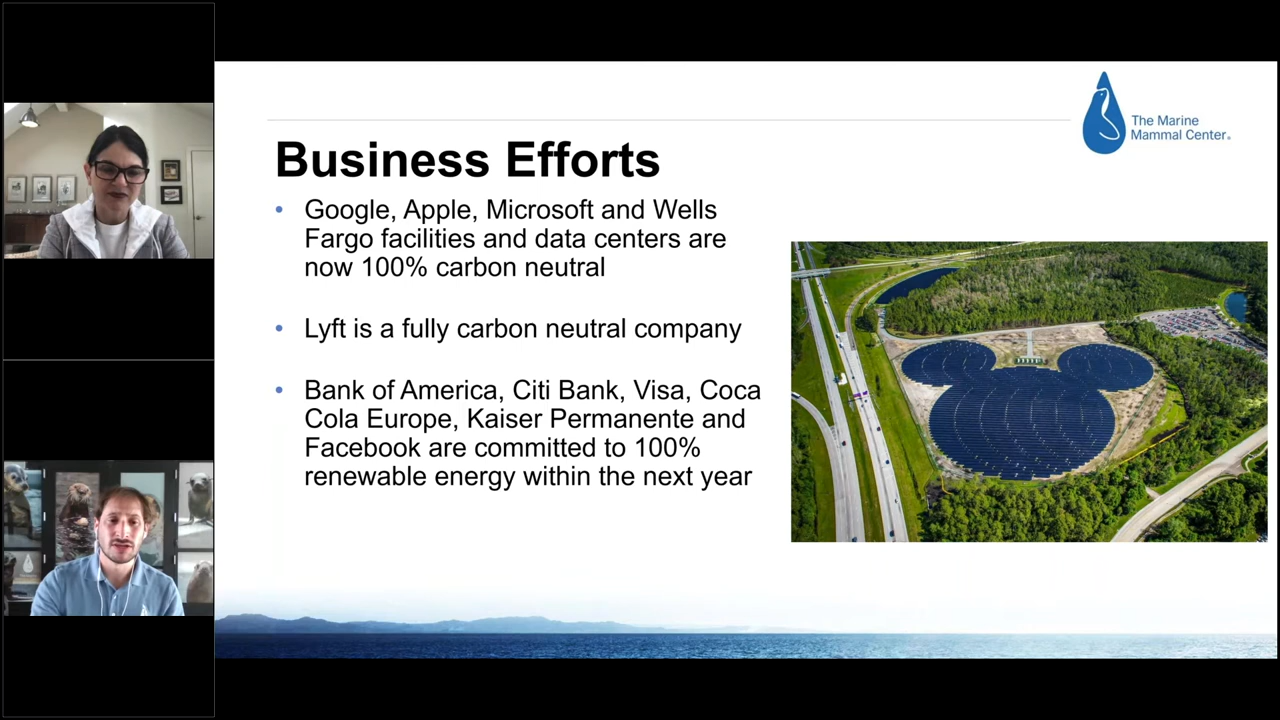 The Marine
Mammal Center®
Business Efforts
• Google, Apple, Microsoft and Wells
Fargo facilities and data centers are
now 100% carbon neutral
• Lyft is a fully carbon neutral company
• Bank of America, Citi Bank, Visa, Coca
Cola Europe, Kaiser Permanente and
Facebook are committed to 100%
renewable energy within the next year